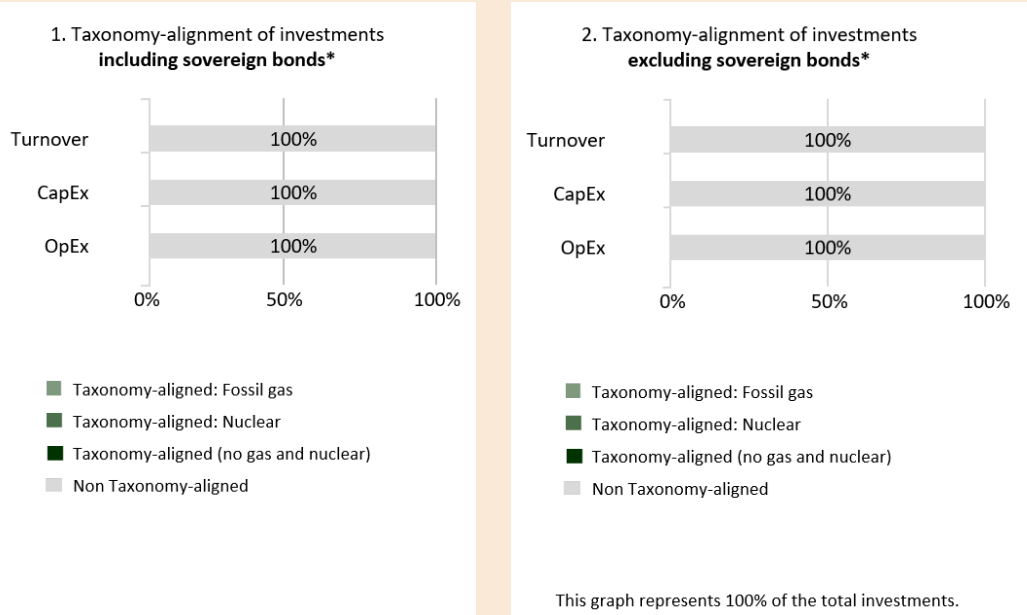 1. Taxonomy-alignment of investments
including sovereign bonds*
Turnover
100%
CapEx
100%
OpEx
100%
0%
50%
100%
Taxonomy-aligned: Fossil gas
Taxonomy-aligned: Nuclear
Taxonomy-aligned (no gas and nuclear)
Non Taxonomy-aligned
2. Taxonomy-alignment of investments
excluding sovereign bonds*
Turnover
100%
CapEx
100%
OpEx
100%
0%
50%
100%
Taxonomy-aligned: Fossil gas
Taxonomy-aligned: Nuclear
Taxonomy-aligned (no gas and nuclear)
Non Taxonomy-aligned
This graph represents 100% of the total investments.